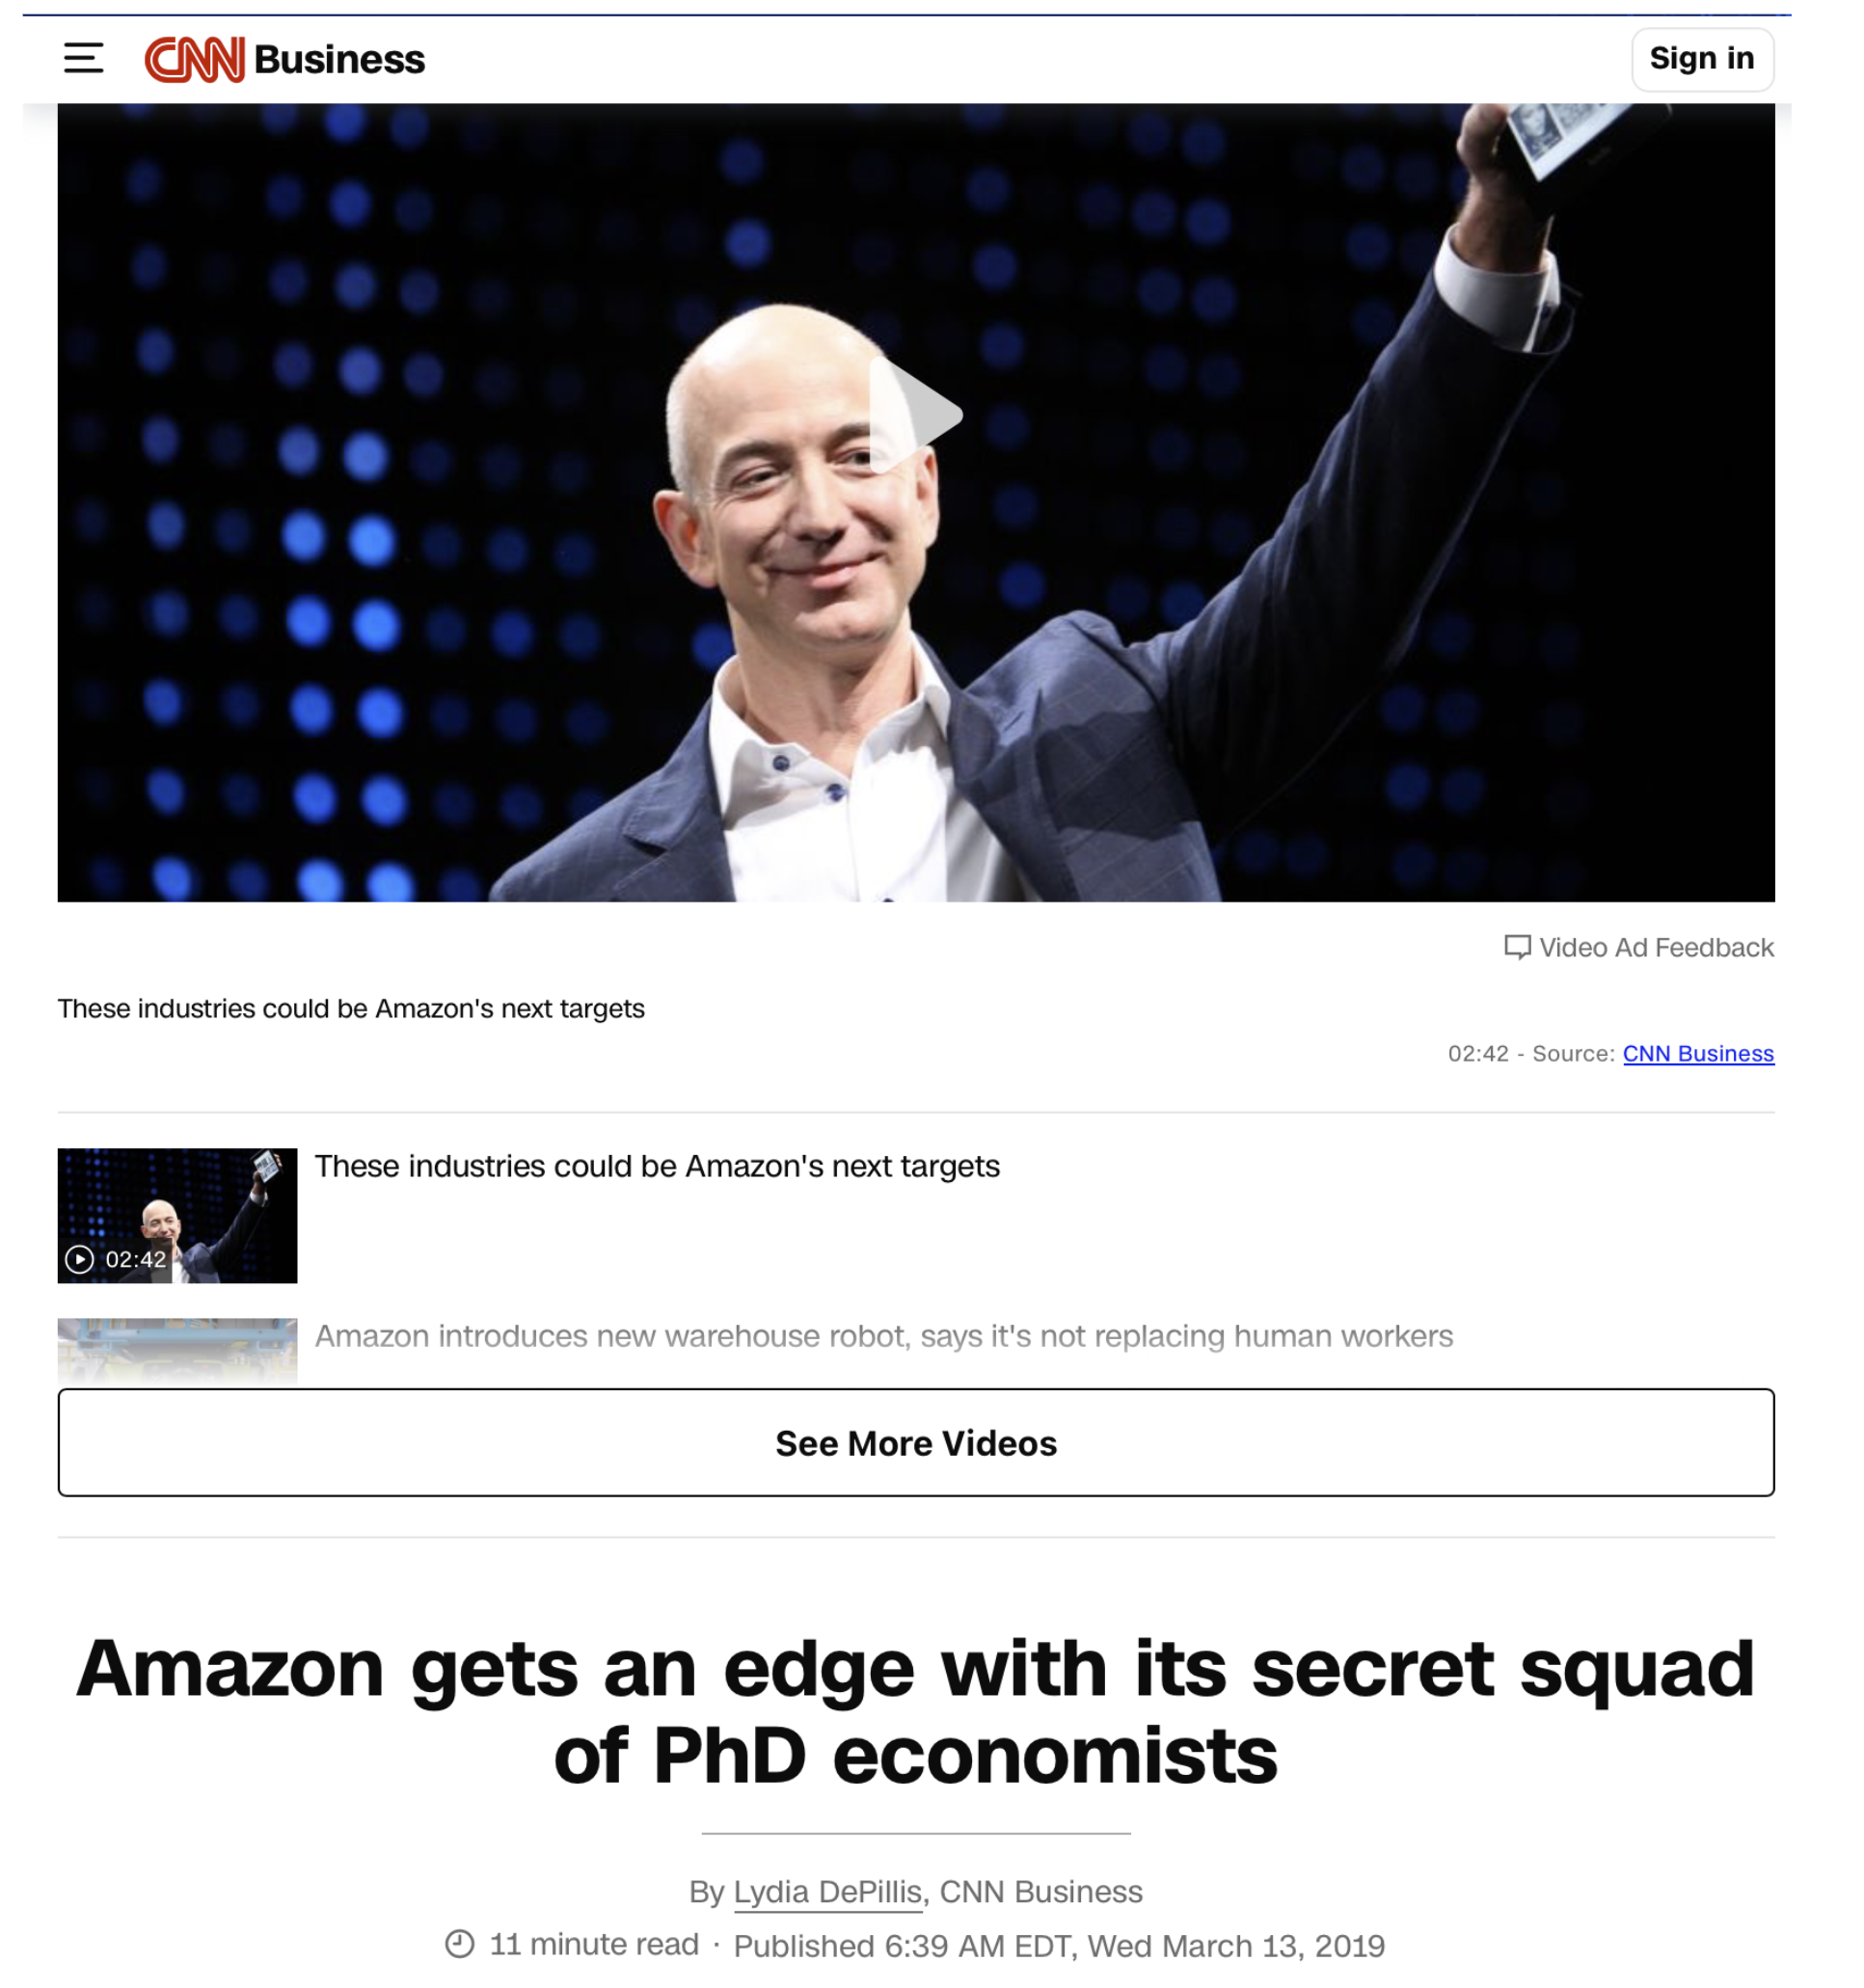 CNN Business
Sign in
Video Ad Feedback
These industries could be Amazon's next targets
02:42 - Source: CNN Business
These industries could be Amazon's next targets
02:42
Amazon introduces new warehouse robot, says it's not replacing human workers
See More Videos
Amazon gets an edge with its secret squad
of PhD economists
By Lydia DePillis, CNN Business
11 minute read · Published 6:39 AM EDT, Wed March 13, 2019